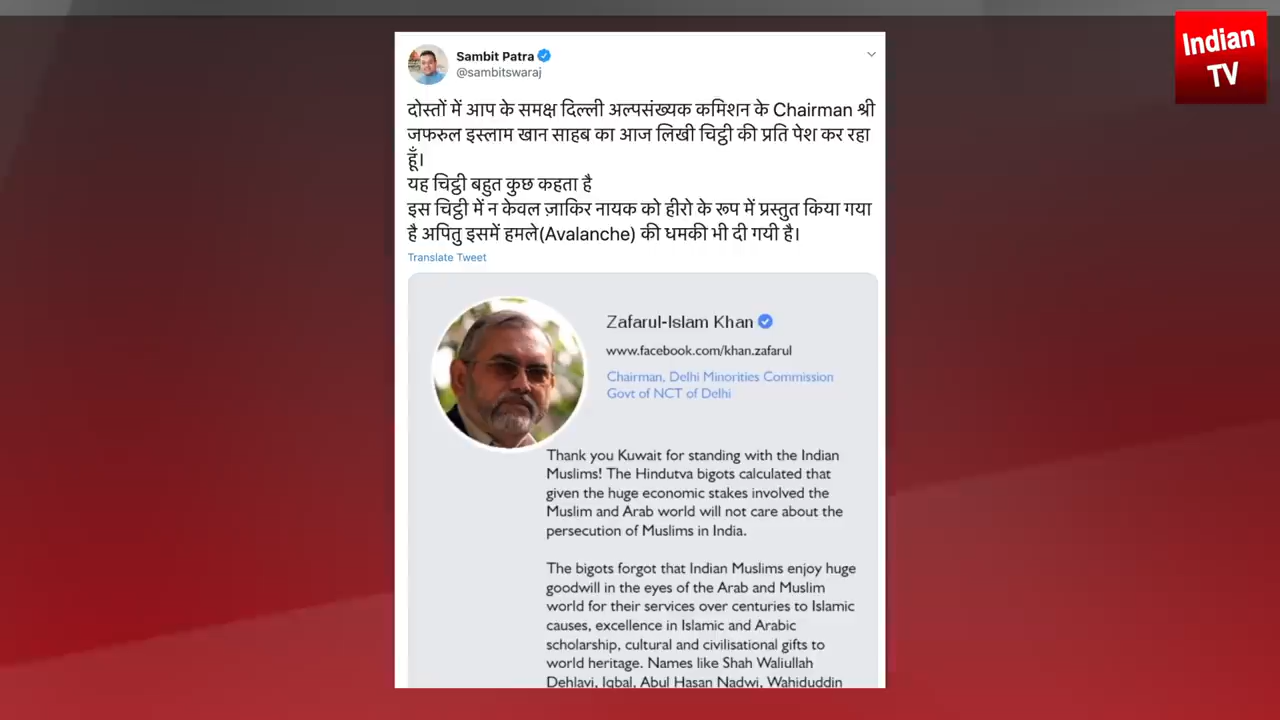 Indian
TV
Sambit Patra
@sambitswaraj
दोस्तों में आप के समक्ष दिल्ली अल्पसंख्यक कमिशन के Chairman श्री
जफरुल इस्लाम खान साहब का आज लिखी चिट्ठी की प्रति पेश कर रहा
हूँ।
यह चिट्ठी बहुत कुछ कहता है
इस चिट्ठी में न केवल ज़ाकिर नायक को हीरो के रूप में प्रस्तुत किया गया
है अपितु इसमें हमले(Avalanche) की धमकी भी दी गयी है।
Translate Tweet
Zafarul-Islam Khan
www.facebook.com/khan.zafarul
Chairman, Delhi Minorities Commission
Govt of NCT of Delhi
Thank you Kuwait for standing with the Indian
Muslims! The Hindutva bigots calculated that
given the huge economic stakes involved the
Muslim and Arab world will not care about the
persecution of Muslims in India.
The bigots forgot that Indian Muslims enjoy huge
goodwill in the eyes of the Arab and Muslim
world for their services over centuries to Islamic
causes, excellence in Islamic and Arabic
scholarship, cultural and civilisational gifts to
world heritage. Names like Shah Waliullah
Dehlavi, Iqbal, Abul Hasan Nadwi, Wahiduddin